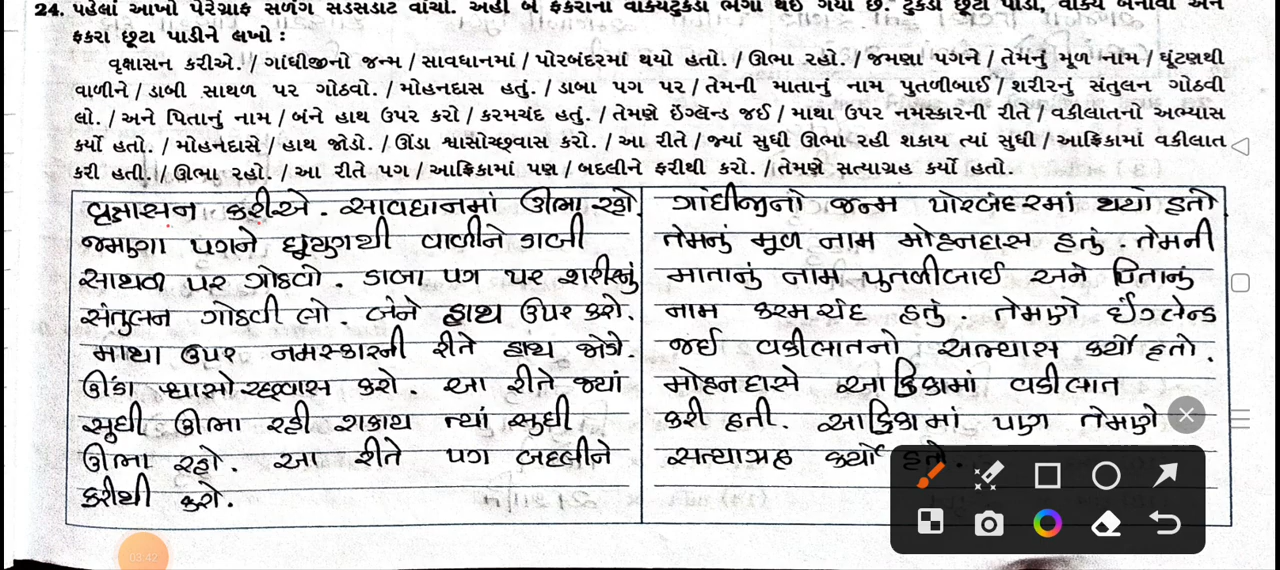 24. પહેલાં આખો પેરેગ્રાફ સળંગ સડસડાટ વાંચો. અહીં બે ફકરાના વાક્યટુકડા ભેગા થઈ ગયા છે. ટુકડા છૂટા પાડી, વાક્ય બનાવો અને
ફકરા છૂટા પાડીને લખો :
વૃક્ષાસન કરીએ. / ગાંધીજીનો જન્મ / સાવધાનમાં / પોરબંદરમાં થયો હતો. / ઊભા રહો. / જમણા પગને / તેમનું મૂળ નામ / ઘૂંટણથી
વાળીને / ડાબી સાથળ પર ગોઠવો. / મોહનદાસ હતું. / ડાબા પગ પર / તેમની માતાનું નામ પુતળીબાઈ / શરીરનું સંતુલન ગોઠવી
લો. / અને પિતાનું નામ / બંને હાથ ઉપર કરો / કરમચંદ હતું. / તેમણે ઇંગ્લૅન્ડ જઈ / માથા ઉપર નમસ્કારની રીતે / વકીલાતનો અભ્યાસ
કર્યો હતો. / મોહનદાસે / હાથ જોડો. / ઊંડા શ્વાસોચ્છ્વાસ કરો. / આ રીતે / જ્યાં સુધી ઊભા રહી શકાય ત્યાં સુધી / આફ્રિકામાં વકીલાત
કરી હતી. / ઊભા રહો. / આ રીતે પગ / આફ્રિકામાં પણ / બદલીને ફરીથી કરો. / તેમણે સત્યાગ્રહ કર્યો હતો.
વૃક્ષાસન કરીએ. સાવધાનમાં ઊભા રહો.
જમણા પગને ઘૂંટણથી વાળીને ડાબી
સાથળ પર ગોઠવો. ડાબા પગ પર શરીરનું
સંતુલન ગોઠવી લો. બંને હાથ ઉપર કરો.
માથા ઉપર નમસ્કારની રીતે હાથ જોડો.
ઊંડા શ્વાસોચ્છ્વાસ કરો. આ રીતે જ્યાં
સુધી ઊભા રહી શકાય ત્યાં સુધી
ઊભા રહો. આ રીતે પગ બદલીને
ફરીથી કરો.
ગાંધીજીનો જન્મ પોરબંદરમાં થયો હતો.
તેમનું મૂળ નામ મોહનદાસ હતું. તેમની
માતાનું નામ પુતળીબાઈ અને પિતાનું
નામ કરમચંદ હતું. તેમણે ઈંગ્લેન્ડ
જઈ વકીલાતનો અભ્યાસ કર્યો હતો.
મોહનદાસે આફ્રિકામાં વકીલાત
કરી હતી. આફ્રિકામાં પણ તેમણે
સત્યાગ્રહ કર્યો હતો.
03:42